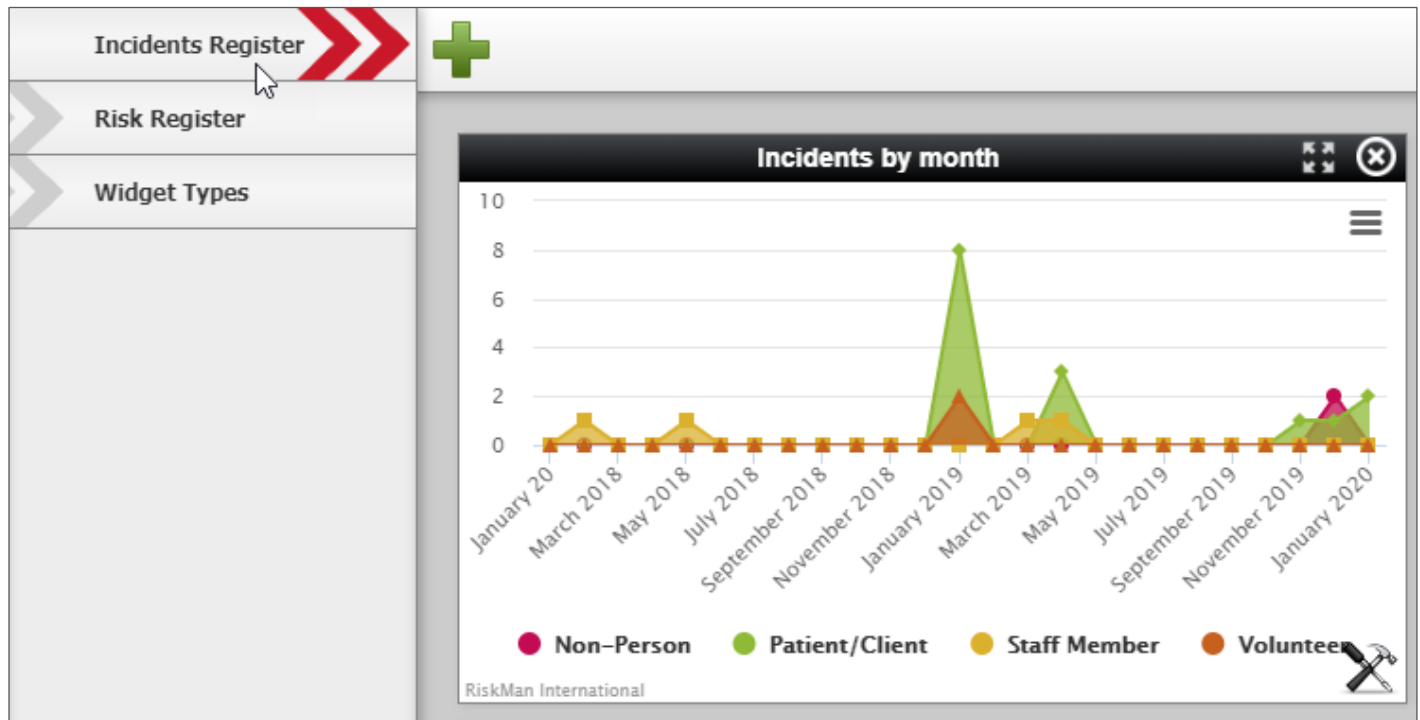 Incidents Register
Risk Register
Widget Types
Incidents by month
10
8
6
4
2
0
January 20
March 2018
May 2018
July 2018
September 2018
November 2018
January 2019
March 2019
May 2019
July 2019
September 2019
November 2019
January 2020
Non-Person Patient/Client Staff Member Volunteer
RiskMan International